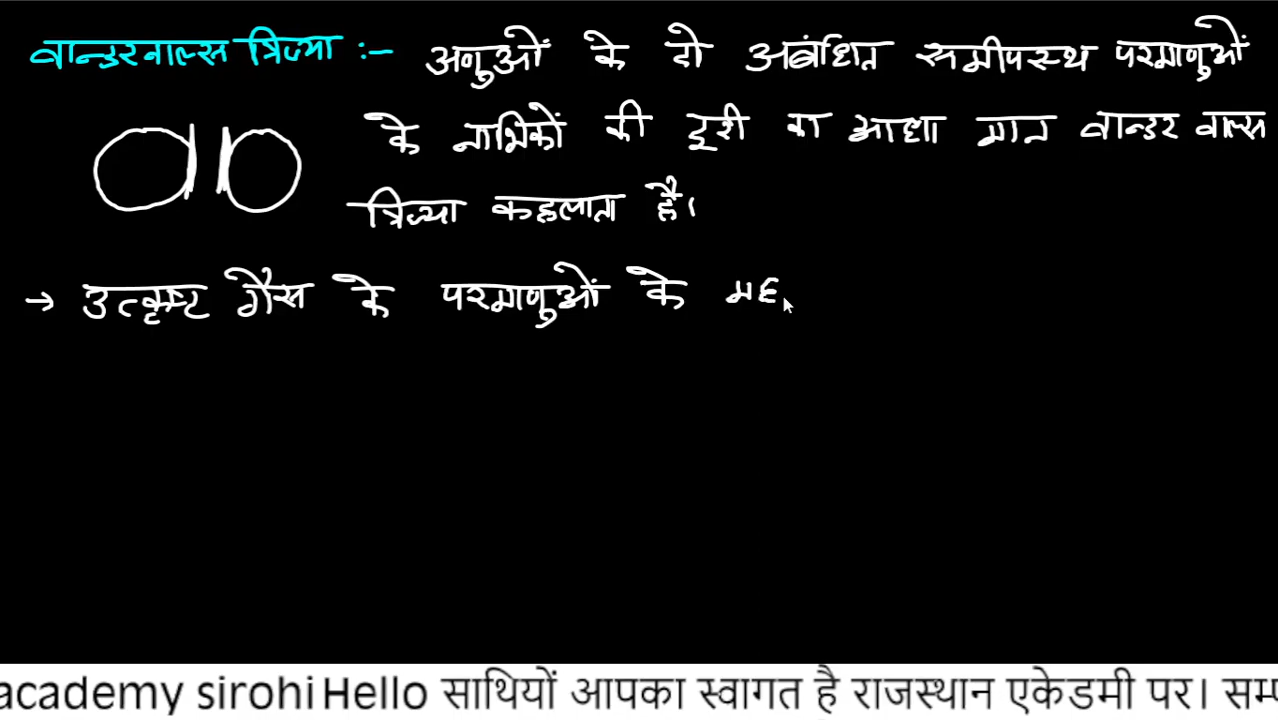 वान्डरवाल्स त्रिज्या :- अणुओं के दो अबंधित समीपस्थ परमाणुओं
के नाभिकों की दूरी का आधा मान वान्डर वाल्स
त्रिज्या कहलाता है।
→ उत्कृष्ट गैस के परमाणुओं के
academy sirohi Hello साथियों आपका स्वागत है राजस्थान एकेडमी पर। सम्प